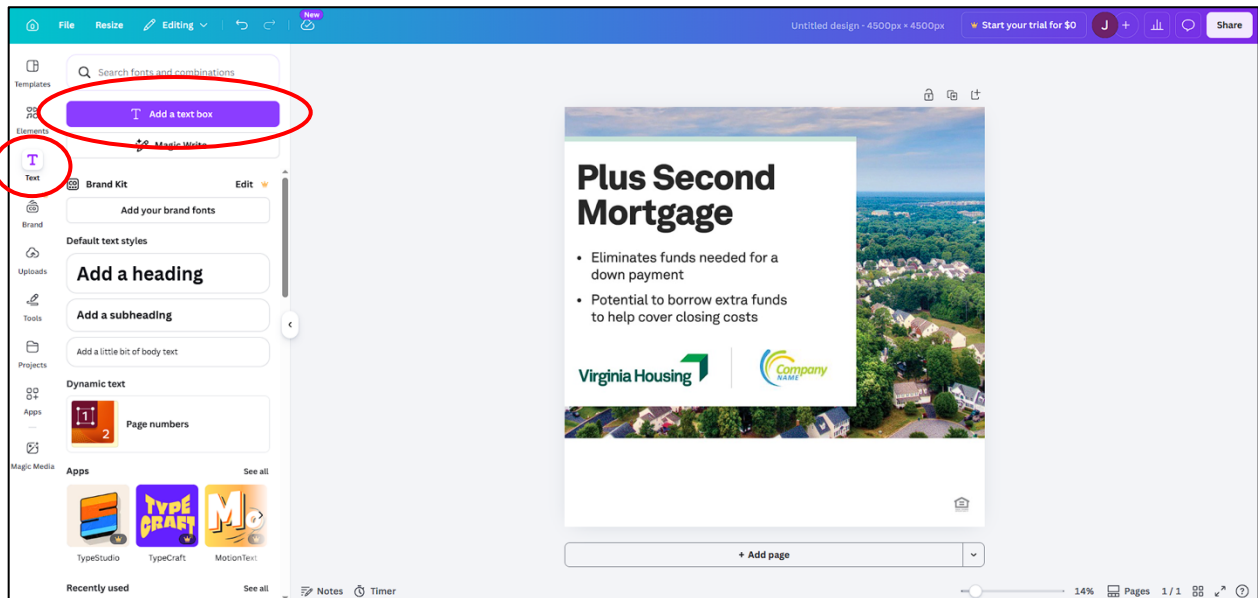 File
Resize
Editing
New
Untitled design - 4500px × 4500px
Start your trial for $0
J
+
Share
Templates
Elements
Text
Brand
Uploads
Tools
Projects
Apps
Magic Media
Search fonts and combinations
T Add a text box
Magic Write
Brand Kit
Edit
Add your brand fonts
Default text styles
Add a heading
Add a subheading
Add a little bit of body text
Dynamic text
1
2
Page numbers
Apps
See all
S
TYPE
CRAFT
Mo
TypeStudio
TypeCraft
MotionText
Recently used
See all
Plus Second
Mortgage
• Eliminates funds needed for a
down payment
• Potential to borrow extra funds
to help cover closing costs
Virginia Housing
Company
NAME
+ Add page
Notes
Timer
14%
Pages
1 / 1